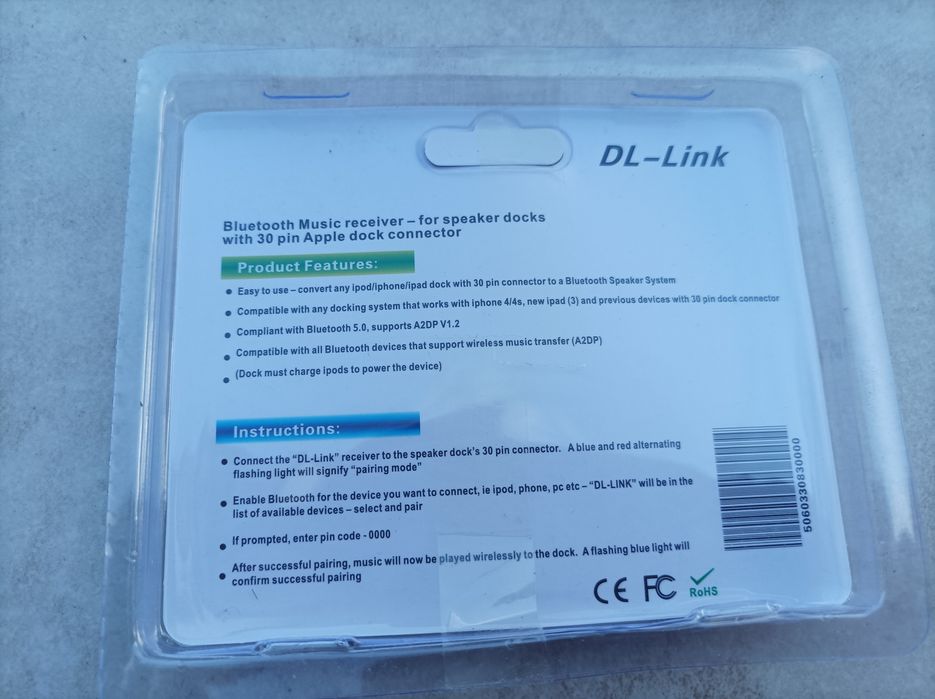 DL-Link
Bluetooth Music receiver – for speaker docks
with 30 pin Apple dock connector
Product Features:
Easy to use – convert any ipod/iphone/ipad dock with 30 pin connector to a Bluetooth Speaker System
Compatible with any docking system that works with iphone 4/4s, new ipad (3) and previous devices with 30 pin dock connector
Compliant with Bluetooth 5.0, supports A2DP V1.2
Compatible with all Bluetooth devices that support wireless music transfer (A2DP)
(Dock must charge ipods to power the device)
Instructions:
Connect the “DL-Link” receiver to the speaker dock's 30 pin connector. A blue and red alternating
flashing light will signify “pairing mode”
Enable Bluetooth for the device you want to connect, ie ipod, phone, pc etc – “DL-LINK” will be in the
list of available devices – select and pair
If prompted, enter pin code - 0000
After successful pairing, music will now be played wirelessly to the dock. A flashing blue light will
confirm successful pairing
5060330830000
CE FC RoHS